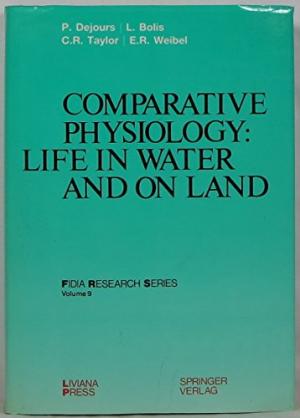 P. Dejours | L. Bolis
C.R. Taylor | E.R. Weibel
COMPARATIVE
PHYSIOLOGY:
LIFE IN WATER
AND ON LAND
FIDIA RESEARCH SERIES
Volume 9
LIVIANA
PRESS
SPRINGER
VERLAG